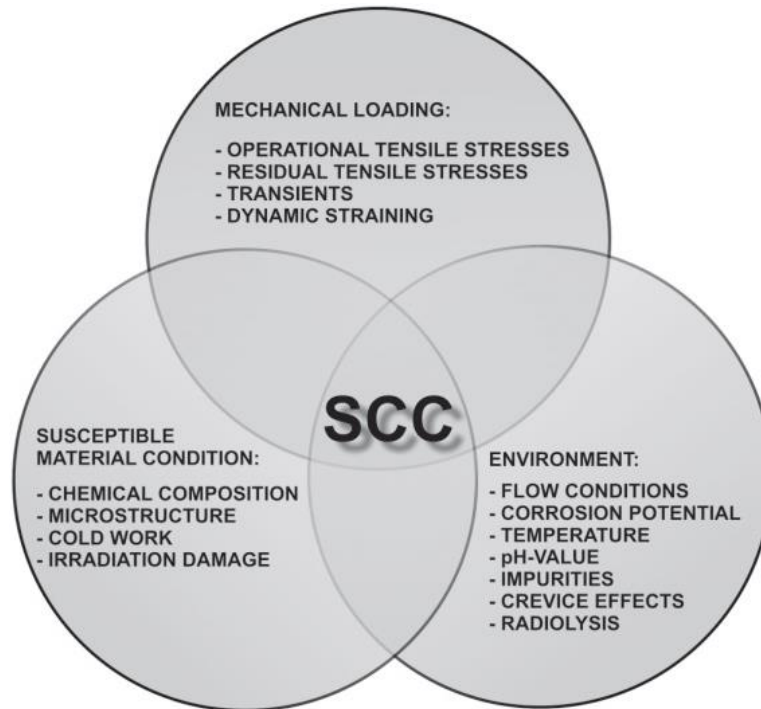 MECHANICAL LOADING:
- OPERATIONAL TENSILE STRESSES
- RESIDUAL TENSILE STRESSES
- TRANSIENTS
- DYNAMIC STRAINING
SCC
SUSCEPTIBLE
MATERIAL CONDITION:
- CHEMICAL COMPOSITION
- MICROSTRUCTURE
- COLD WORK
- IRRADIATION DAMAGE
ENVIRONMENT:
- FLOW CONDITIONS
- CORROSION POTENTIAL
- TEMPERATURE
- pH-VALUE
- IMPURITIES
- CREVICE EFFECTS
- RADIOLYSIS